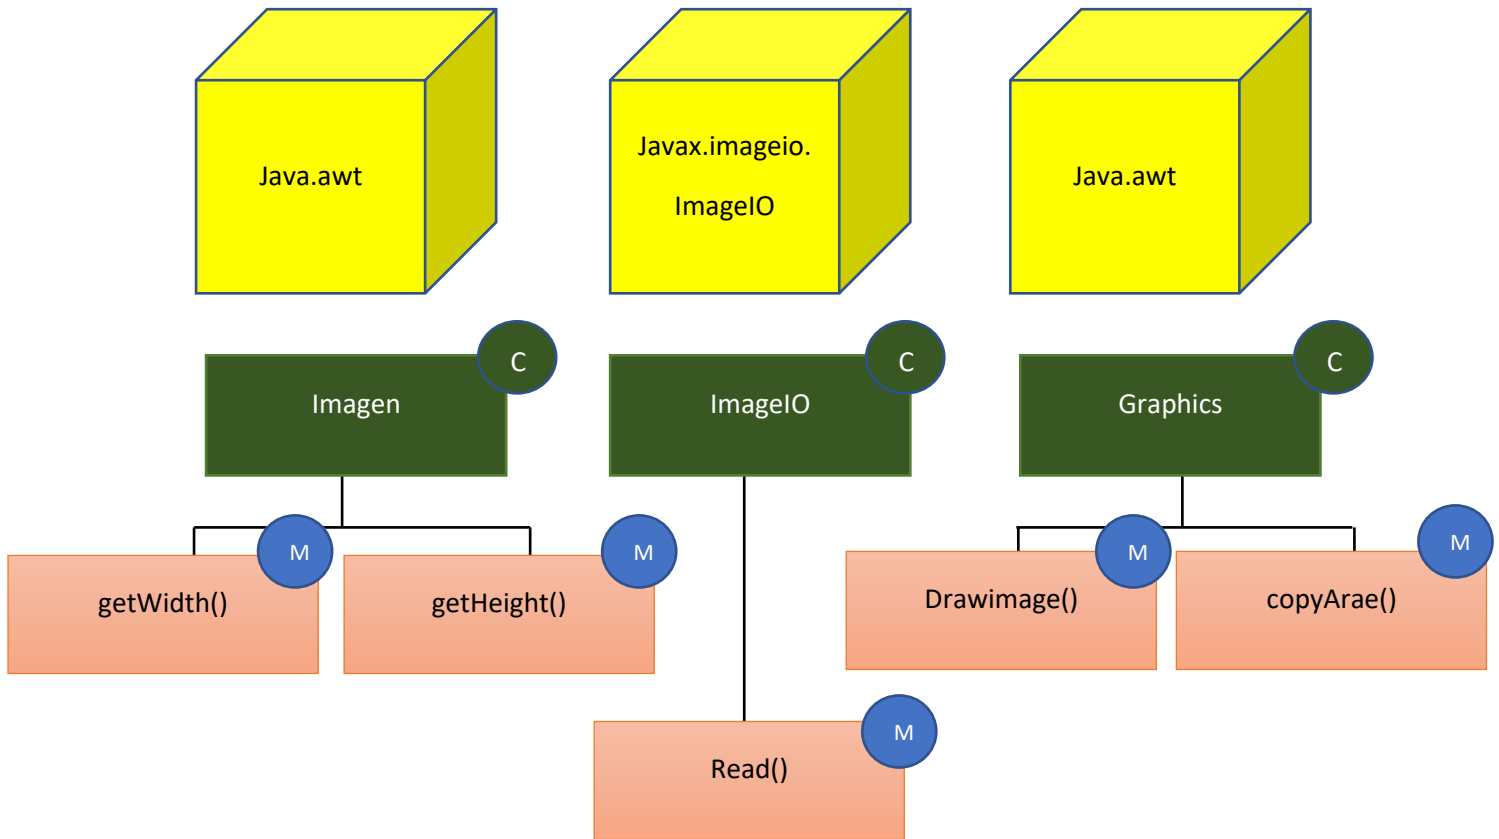 Java.awt
Javax.imageio.
ImageIO
Java.awt
C
Imagen
C
ImageIO
C
Graphics
M
getWidth()
M
getHeight()
M
Drawimage()
M
copyArae()
M
Read()